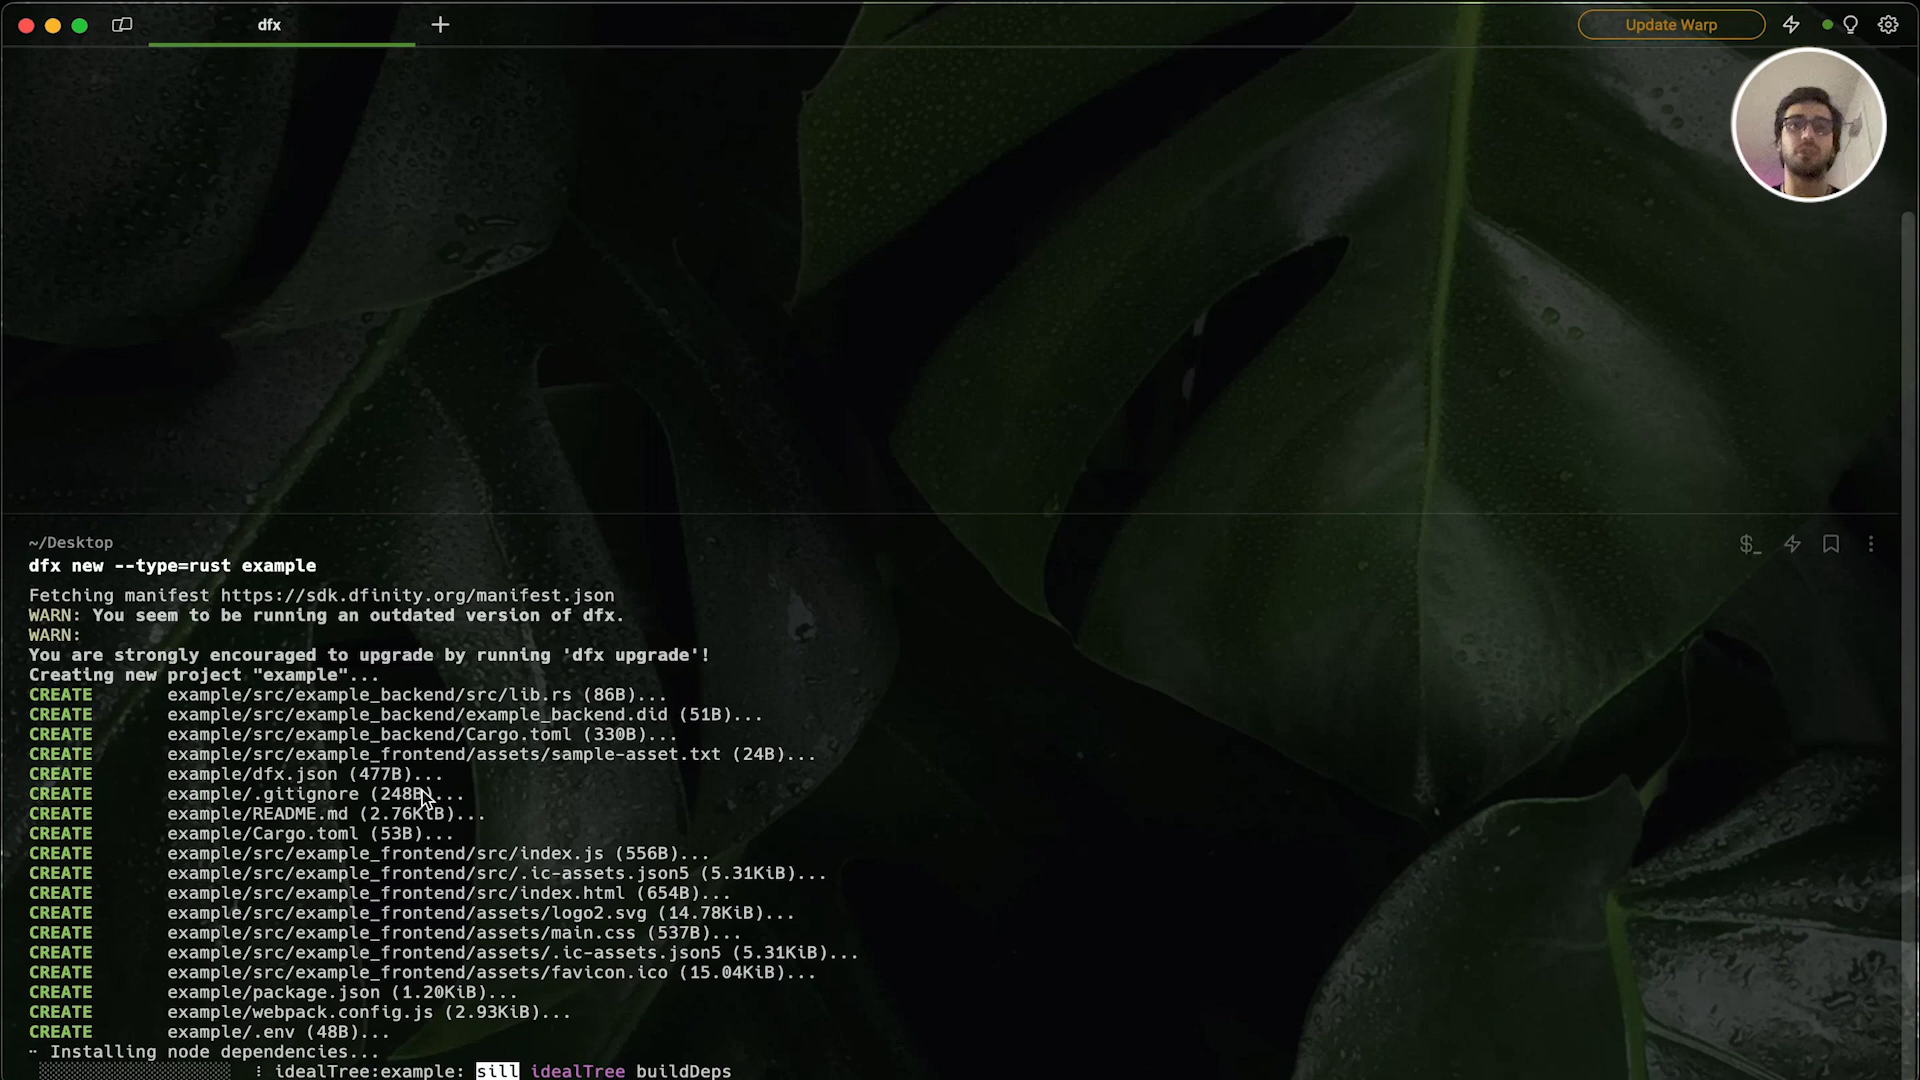 dfx
Update Warp
~/Desktop
dfx new --type=rust example
Fetching manifest https://sdk.dfinity.org/manifest.json
WARN: You seem to be running an outdated version of dfx.
WARN:
You are strongly encouraged to upgrade by running 'dfx upgrade'!
Creating new project "example"...
CREATE example/src/example_backend/src/lib.rs (86B)...
CREATE example/src/example_backend/example_backend.did (51B)...
CREATE example/src/example_backend/Cargo.toml (330B)...
CREATE example/src/example_frontend/assets/sample-asset.txt (24B)...
CREATE example/dfx.json (477B)...
CREATE example/.gitignore (248B)...
CREATE example/README.md (2.76KiB)...
CREATE example/Cargo.toml (53B)...
CREATE example/src/example_frontend/src/index.js (556B)...
CREATE example/src/example_frontend/src/.ic-assets.json5 (5.31KiB)...
CREATE example/src/example_frontend/src/index.html (654B)...
CREATE example/src/example_frontend/assets/logo2.svg (14.78KiB)...
CREATE example/src/example_frontend/assets/main.css (537B)...
CREATE example/src/example_frontend/assets/.ic-assets.json5 (5.31KiB)...
CREATE example/src/example_frontend/assets/favicon.ico (15.04KiB)...
CREATE example/package.json (1.20KiB)...
CREATE example/webpack.config.js (2.93KiB)...
CREATE example/.env (48B)...
Installing node dependencies...
idealTree:example: sill idealTree buildDeps